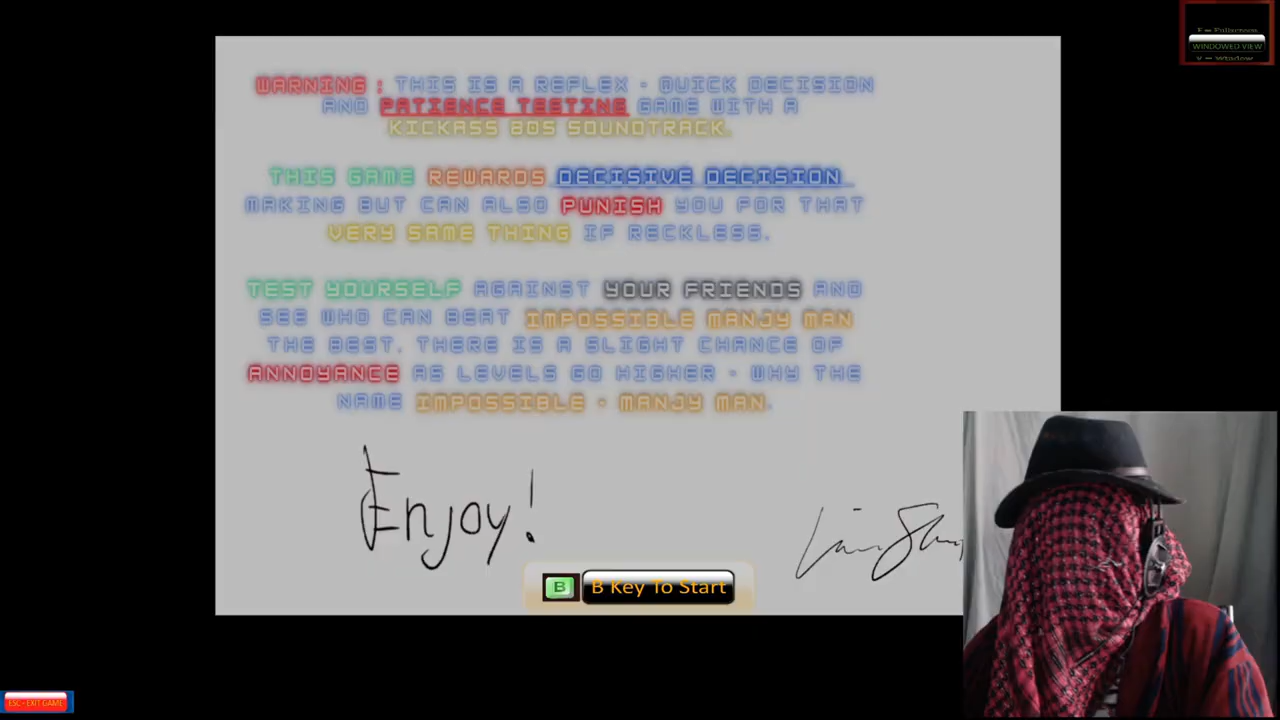 F = Fullscreen
WINDOWED VIEW
V = Window
WARNING : THIS IS A REFLEX - QUICK DECISION
AND PATIENCE TESTING GAME WITH A
KICKASS 80S SOUNDTRACK.
THIS GAME REWARDS DECISIVE DECISION
MAKING BUT CAN ALSO PUNISH YOU FOR THAT
VERY SAME THING IF RECKLESS.
TEST YOURSELF AGAINST YOUR FRIENDS AND
SEE WHO CAN BEAT IMPOSSIBLE MANJY MAN
THE BEST. THERE IS A SLIGHT CHANCE OF
ANNOYANCE AS LEVELS GO HIGHER - WHY THE
NAME IMPOSSIBLE - MANJY MAN.
Enjoy!
B B Key To Start
ESC - EXIT GAME